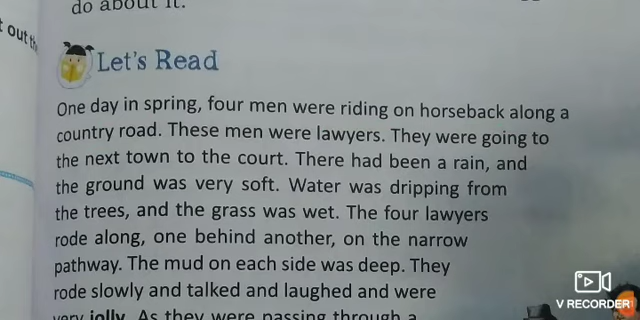 do about it.
out
Let's Read
One day in spring, four men were riding on horseback along a
country road. These men were lawyers. They were going to
the next town to the court. There had been a rain, and
the ground was very soft. Water was dripping from
the trees, and the grass was wet. The four lawyers
rode along, one behind another, on the narrow
pathway. The mud on each side was deep. They
rode slowly and talked and laughed and were
very jolly. As they were passing through a
V RECORDER